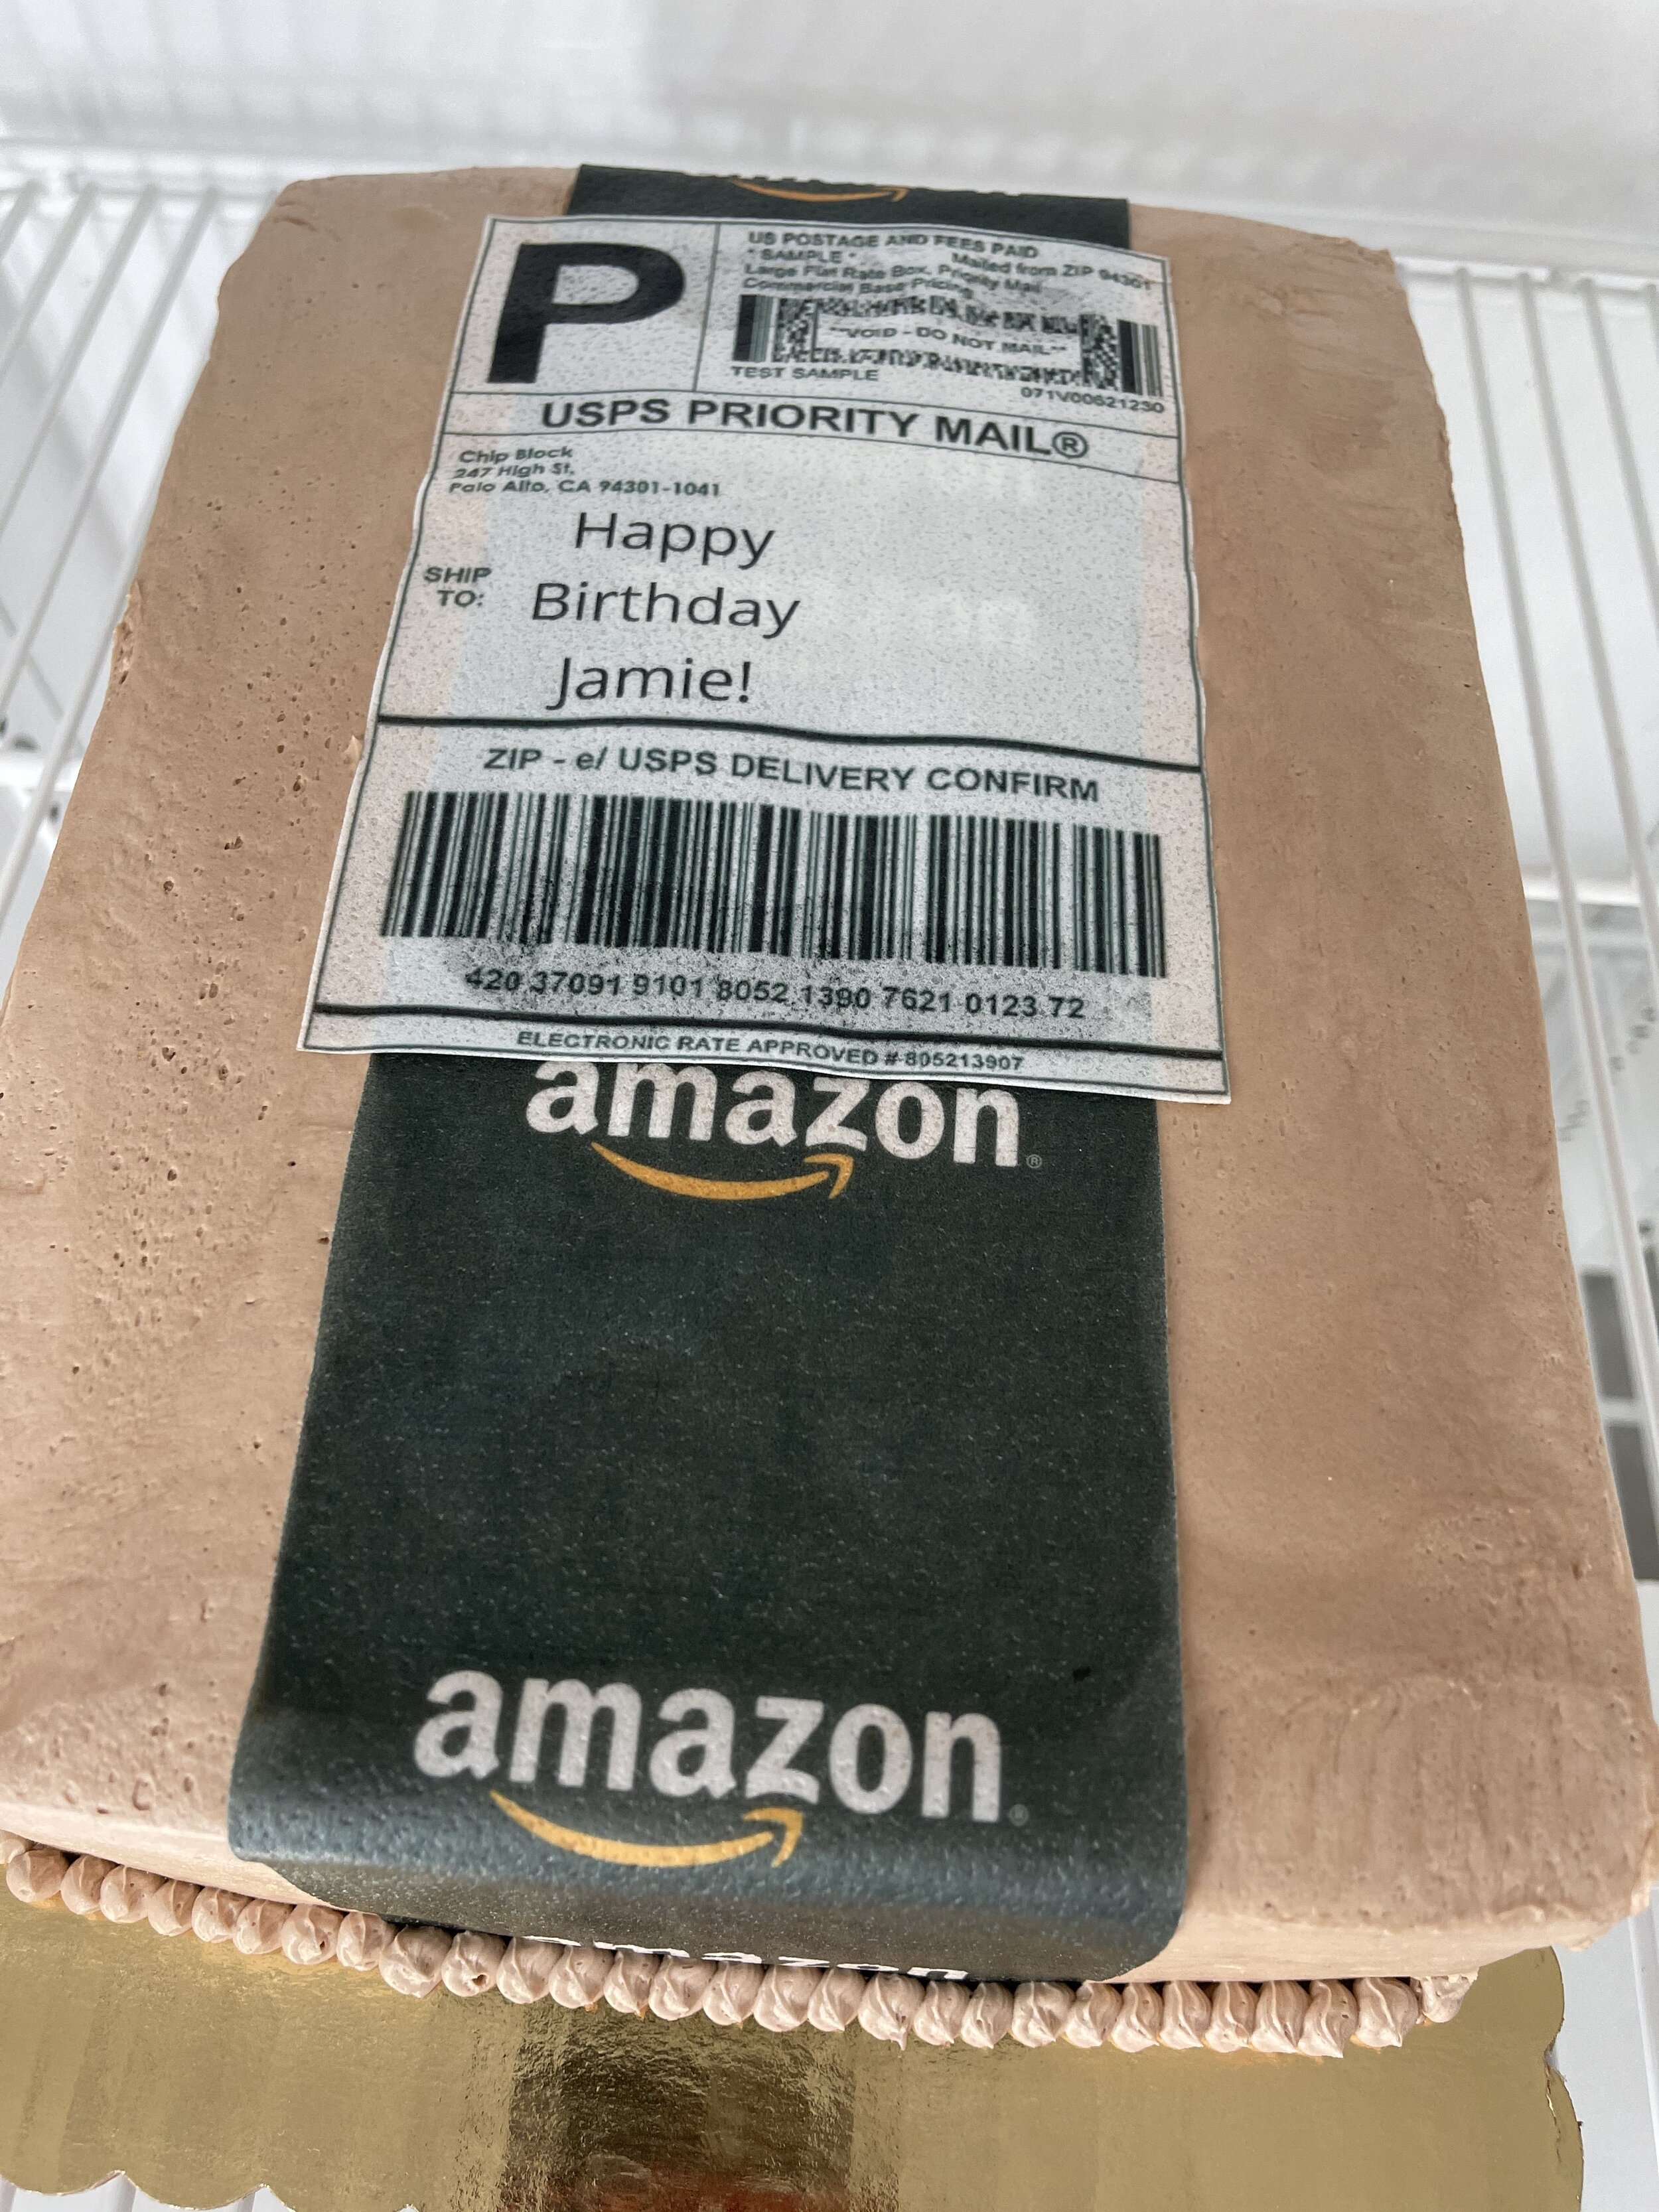 P
US POSTAGE AND FEES PAID
* SAMPLE *
Mailed from ZIP 94301
Large Flat Rate Box, Priority Mail
Commercial Base Pricing
**VOID - DO NOT MAIL**
TEST SAMPLE
071V00621230
USPS PRIORITY MAIL®
Chip Block
247 High St.
Palo Alto, CA 94301-1041
SHIP TO:
Happy
Birthday
Jamie!
ZIP - e/ USPS DELIVERY CONFIRM
420 37091 9101 8052 1390 7621 0123 72
ELECTRONIC RATE APPROVED # 805213907
amazon®
amazon®
amazon